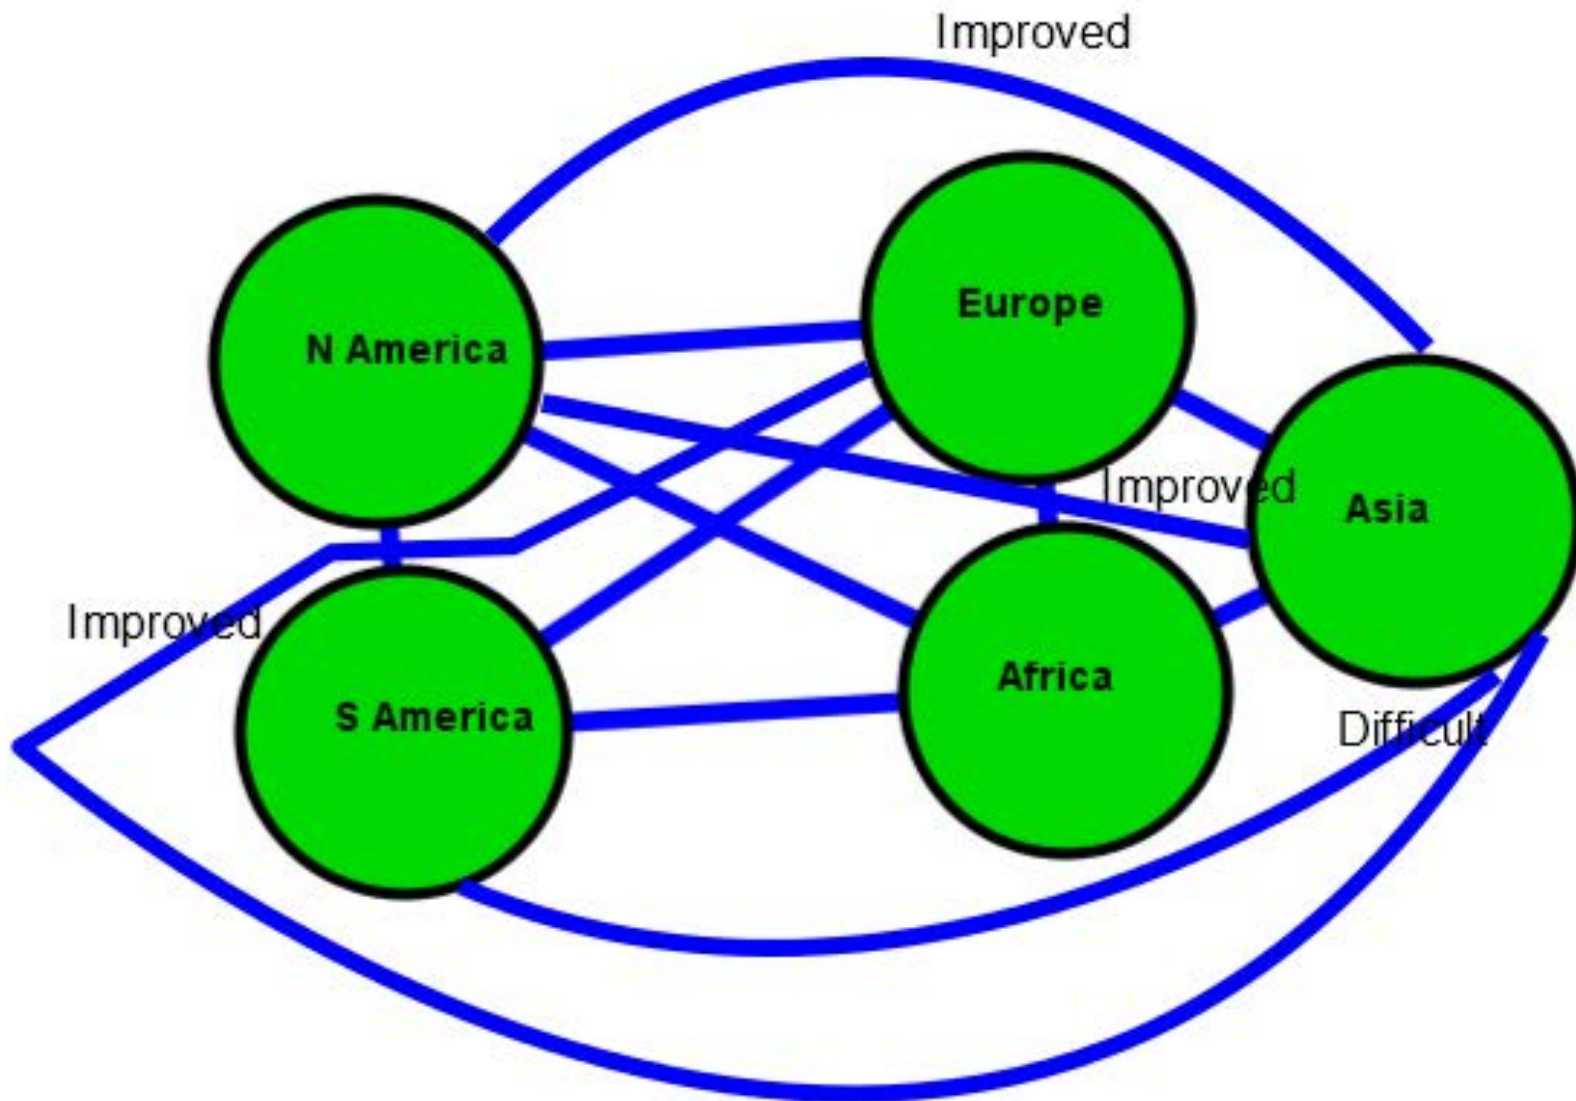 Improved
Europe
N America
Improved
Asia
Improved
Africa
S America
Difficult